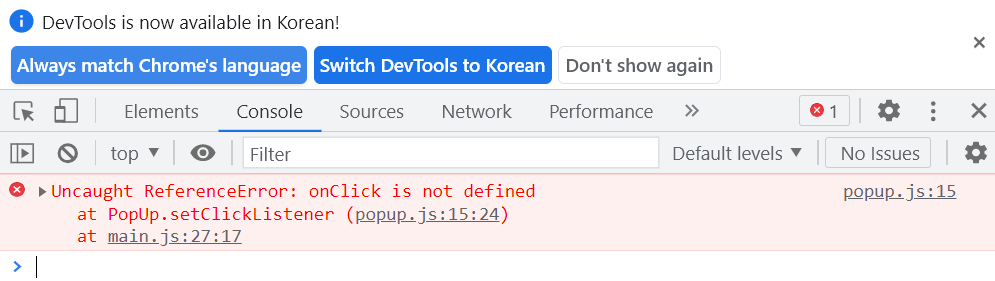 DevTools is now available in Korean!
Always match Chrome's language Switch DevTools to Korean Don't show again
Elements Console Sources Network Performance 1
top Filter Default levels No Issues
Uncaught ReferenceError: onClick is not defined popup.js:15
at PopUp.setClickListener (popup.js:15:24)
at main.js:27:17